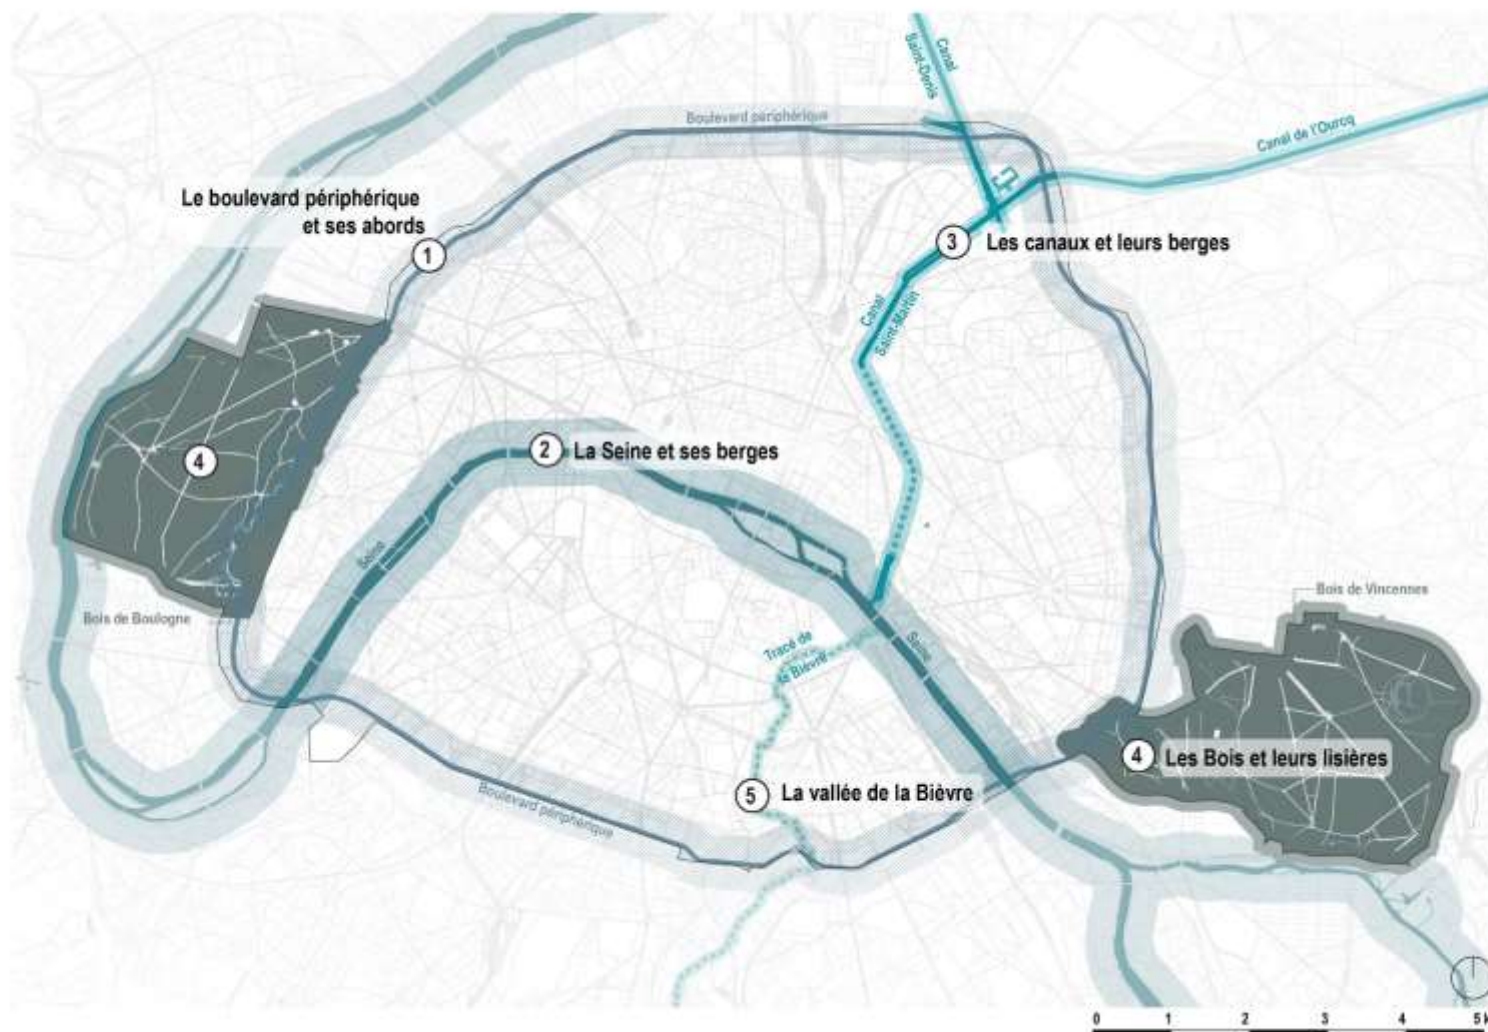 Canal
Saint-Denis
Boulevard périphérique
Canal de l'Ourcq
Le boulevard périphérique
et ses abords
1
3
Les canaux et leurs berges
Canal
Saint-Martin
2
La Seine et ses berges
4
Seine
Bois de Boulogne
Bois de Vincennes
Tracé de
la Bièvre
Seine
4
Les Bois et leurs lisières
5
La vallée de la Bièvre
Boulevard périphérique
0 1 2 3 4 5 k